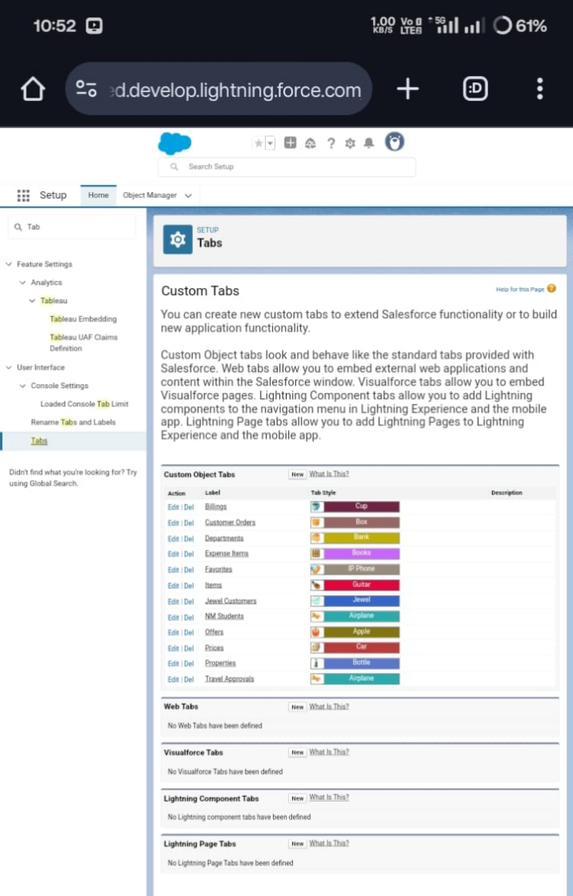 10:52
1.00 KB/S Vo LTE 5G 61%
d.develop.lightning.force.com
:D
Search Setup
Setup Home Object Manager
Tab
Feature Settings
Analytics
Tableau
Tableau Embedding
Tableau UAF Claims
Definition
User Interface
Console Settings
Loaded Console Tab Limit
Rename Tabs and Labels
Tabs
Didn't find what you're looking for? Try
using Global Search.
SETUP
Tabs
Custom Tabs
Help for this Page
You can create new custom tabs to extend Salesforce functionality or to build
new application functionality.
Custom Object tabs look and behave like the standard tabs provided with
Salesforce. Web tabs allow you to embed external web applications and
content within the Salesforce window. Visualforce tabs allow you to embed
Visualforce pages. Lightning Component tabs allow you to add Lightning
components to the navigation menu in Lightning Experience and the mobile
app. Lightning Page tabs allow you to add Lightning Pages to Lightning
Experience and the mobile app.
Custom Object Tabs New What Is This?
Action Label Tab Style Description
Edit | Del Billings Cup
Edit | Del Customer Orders Box
Edit | Del Departments Bank
Edit | Del Expense Items Books
Edit | Del Favorites IP Phone
Edit | Del Items Guitar
Edit | Del Jewel Customers Jewel
Edit | Del NM Students Airplane
Edit | Del Offers Apple
Edit | Del Prices Car
Edit | Del Properties Bottle
Edit | Del Travel Approvals Airplane
Web Tabs New What Is This?
No Web Tabs have been defined
Visualforce Tabs New What Is This?
No Visualforce Tabs have been defined
Lightning Component Tabs New What Is This?
No Lightning component tabs have been defined
Lightning Page Tabs New What Is This?
No Lightning Page Tabs have been defined